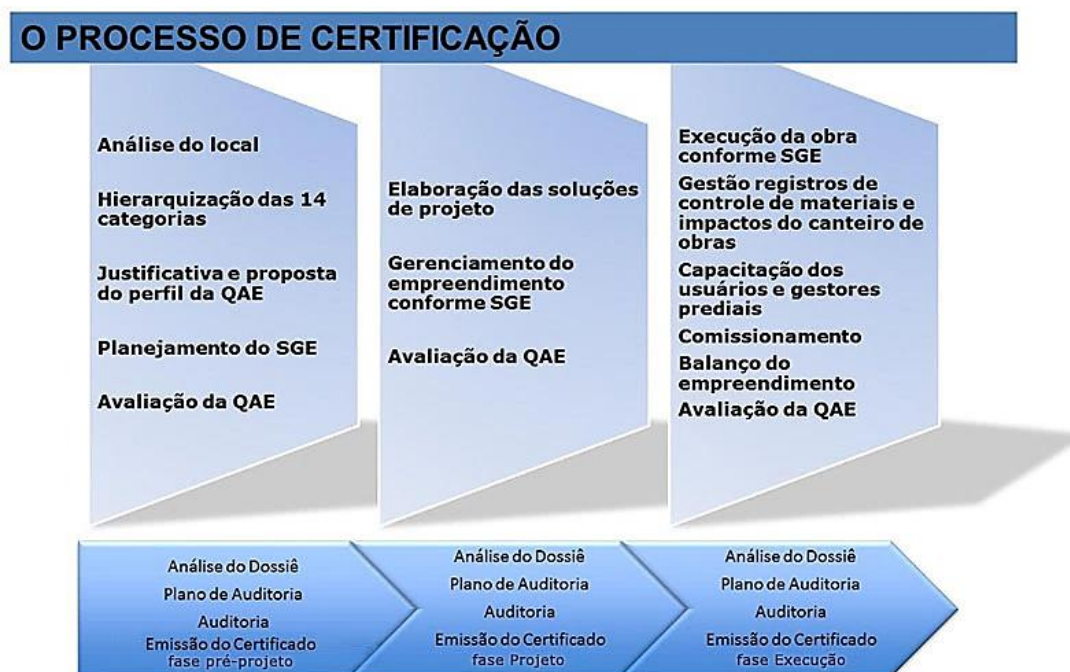 O PROCESSO DE CERTIFICAÇÃO
Análise do local
Hierarquização das 14
categorias
Justificativa e proposta
do perfil da QAE
Planejamento do SGE
Avaliação da QAE
Elaboração das soluções
de projeto
Gerenciamento do
empreendimento
conforme SGE
Avaliação da QAE
Execução da obra
conforme SGE
Gestão registros de
controle de materiais e
impactos do canteiro de
obras
Capacitação dos
usuários e gestores
prediais
Comissionamento
Balanço do
empreendimento
Avaliação da QAE
Análise do Dossiê
Plano de Auditoria
Auditoria
Emissão do Certificado
fase pré-projeto
Análise do Dossiê
Plano de Auditoria
Auditoria
Emissão do Certificado
fase Projeto
Análise do Dossiê
Plano de Auditoria
Auditoria
Emissão do Certificado
fase Execução